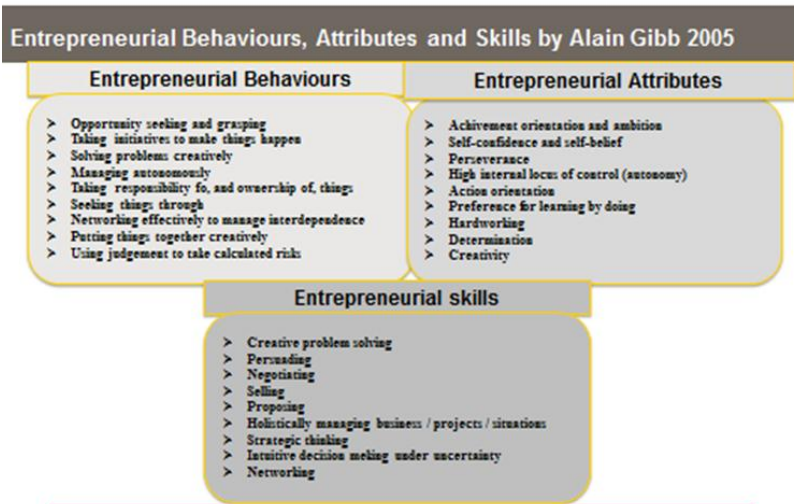 Entrepreneurial Behaviours, Attributes and Skills by Alain Gibb 2005
Entrepreneurial Behaviours
➤ Opportunity seeking and grasping
➤ Taking initiatives to make things happen
➤ Solving problems creatively
➤ Managing autonomously
➤ Taking responsibility fo, and ownership of, things
➤ Seeking things through
➤ Networking effectively to manage interdependence
➤ Putting things together creatively
➤ Using judgement to take calculated risks
Entrepreneurial Attributes
➤ Achivement orientation and ambition
➤ Self-confidence and self-belief
➤ Perseverance
➤ High internal locus of control (autonomy)
➤ Action orientation
➤ Preference for learning by doing
➤ Hardworking
➤ Determination
➤ Creativity
Entrepreneurial skills
➤ Creative problem solving
➤ Persuading
➤ Negotiating
➤ Selling
➤ Proposing
➤ Holistically managing business / projects / situations
➤ Strategic thinking
➤ Intuitive decision meking under uncertainty
➤ Networking